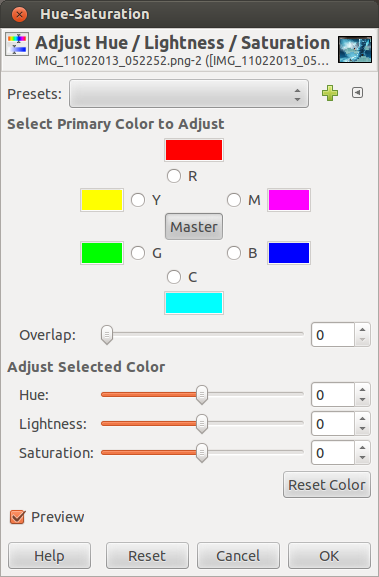 Hue-Saturation
Adjust Hue / Lightness / Saturation
IMG_11022013_052252.png-2 ([IMG_11022013_05...
Presets:
Select Primary Color to Adjust
R
Y M
Master
G B
C
Overlap: 0
Adjust Selected Color
Hue: 0
Lightness: 0
Saturation: 0
Reset Color
Preview
Help Reset Cancel OK